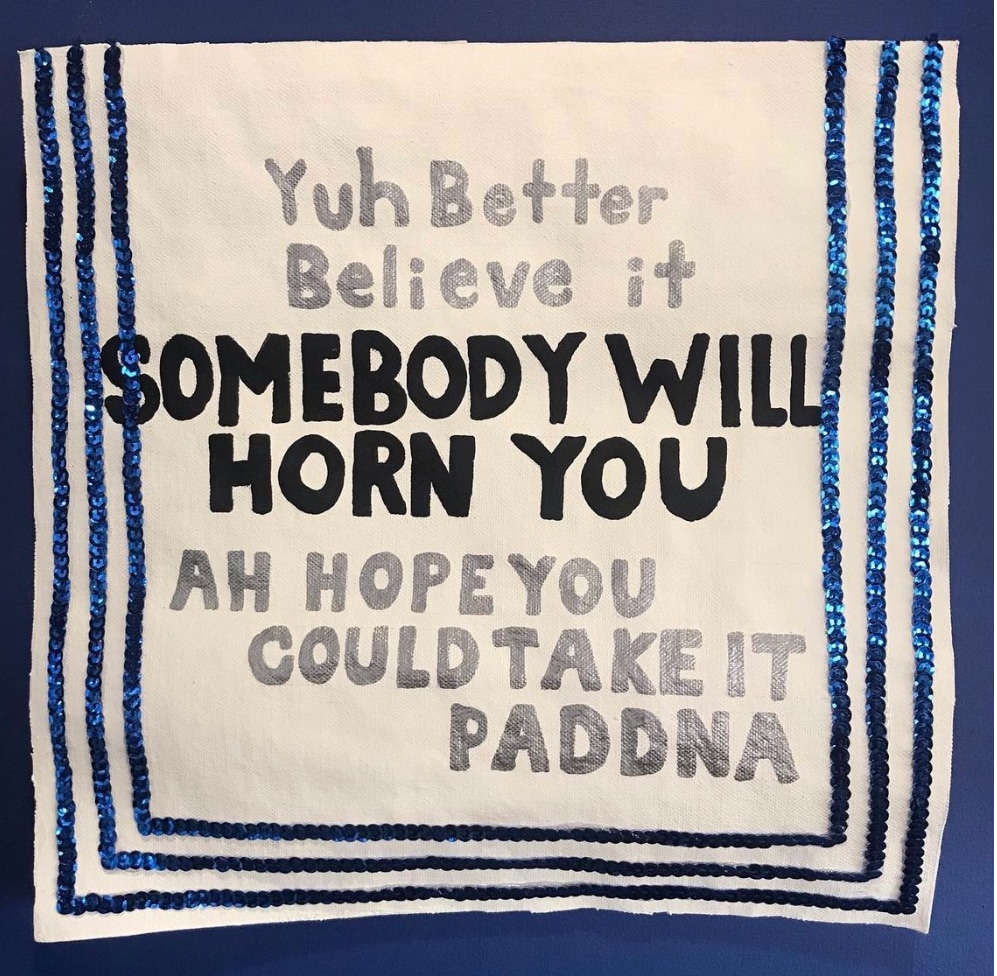 Yuh Better
Believe it
SOMEBODY WILL
HORN YOU
AH HOPE YOU
COULD TAKE IT
PADDNA